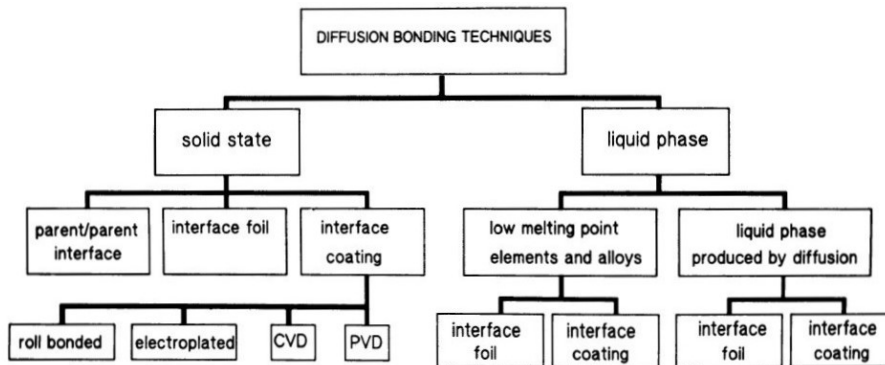 DIFFUSION BONDING TECHNIQUES
solid state
liquid phase
parent/parent
interface
interface foil
interface
coating
low melting point
elements and alloys
liquid phase
produced by diffusion
roll bonded
electroplated
CVD
PVD
interface
foil
interface
coating
interface
foil
interface
coating